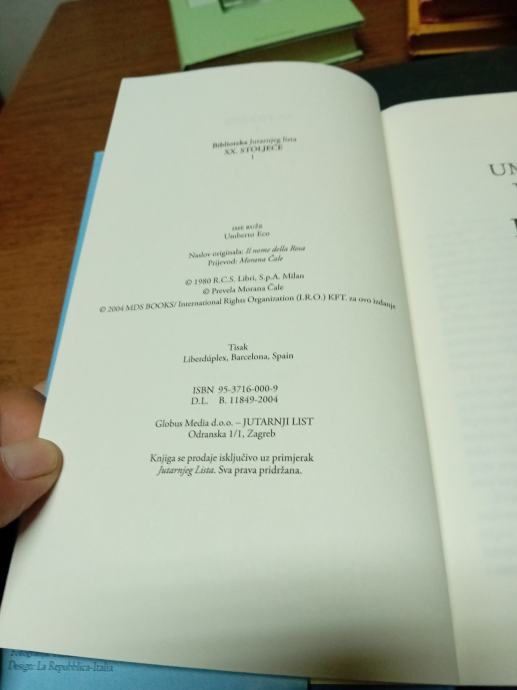 Biblioteka Jutarnjeg lista
XX. STOLJEĆE
1
IME RUŽE
Umberto Eco
Naslov originala: Il nome della Rosa
Prijevod: Morana Čale
© 1980 R.C.S. Libri, S.p.A. Milan
© Prevela Morana Čale
© 2004 MDS BOOKS/ International Rights Organization (I.R.O.) KFT. za ovo izdanje
Tisak
Liberdúplex, Barcelona, Spain
ISBN 95-3716-000-9
D.L. B. 11849-2004
Globus Media d.o.o. – JUTARNJI LIST
Odranska 1/1, Zagreb
Knjiga se prodaje isključivo uz primjerak
Jutarnjeg Lista. Sva prava pridržana.
UN
Design: La Repubblica-Italia